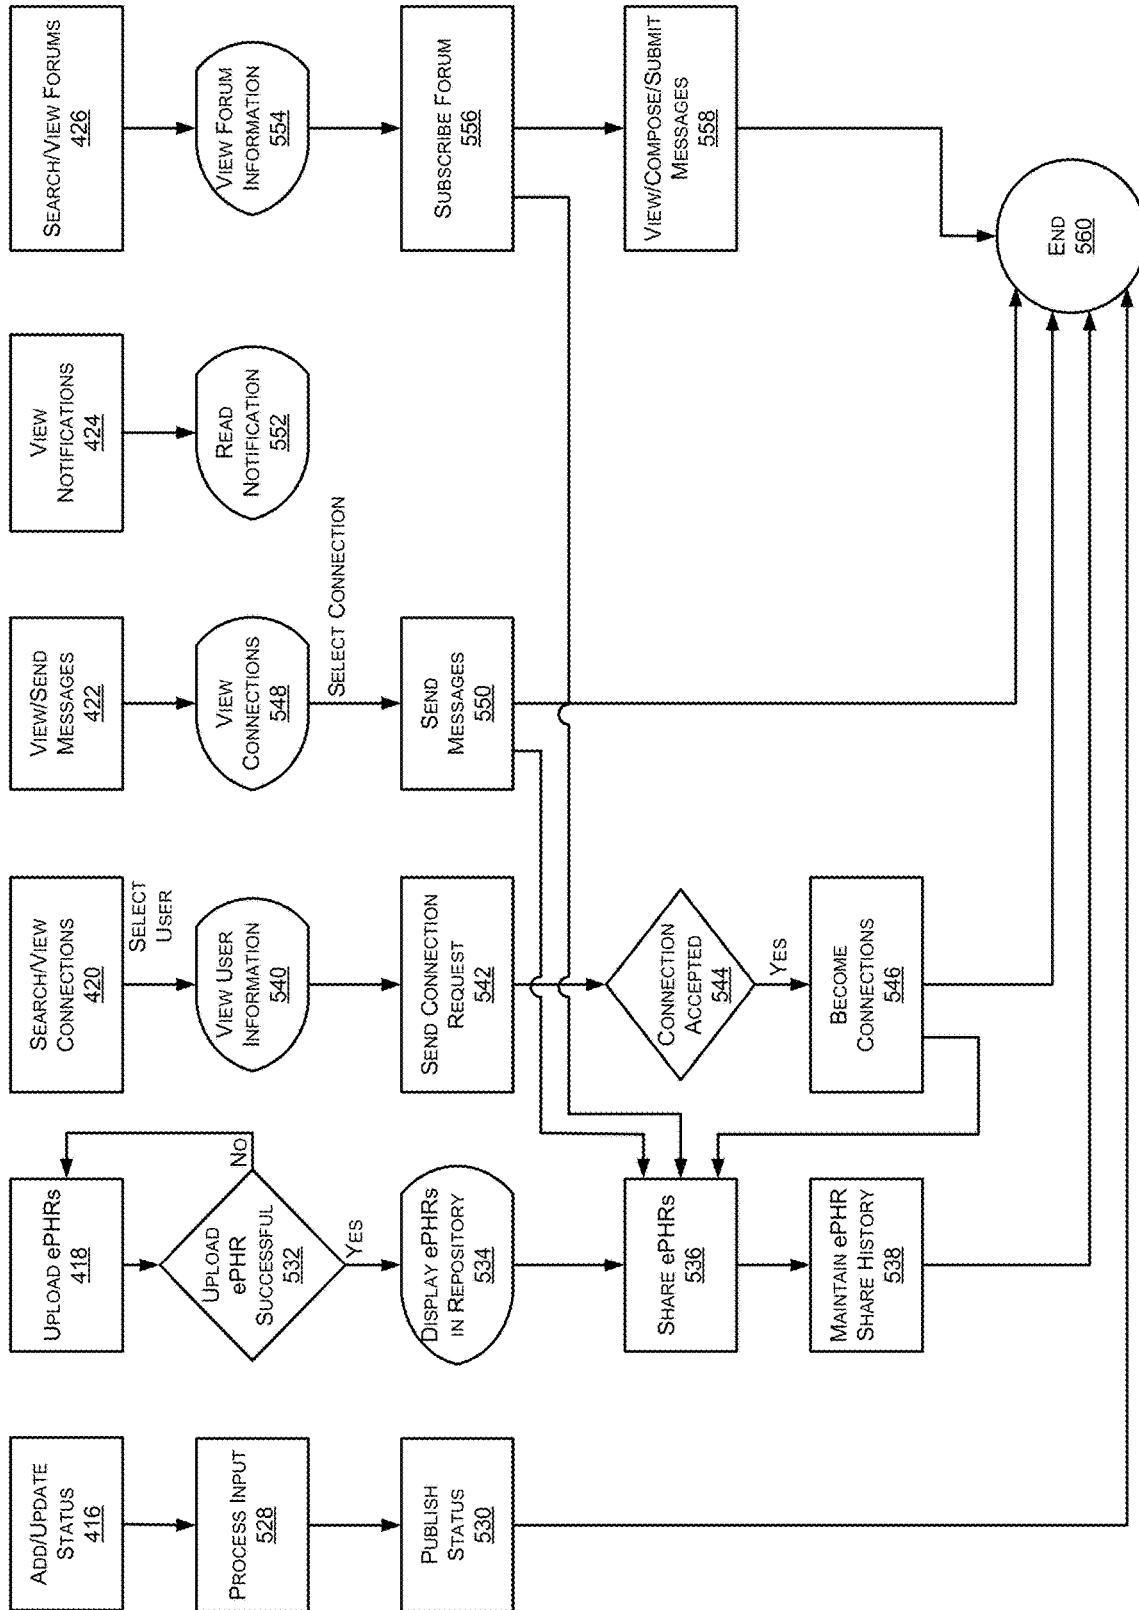 ADD/UPDATE
STATUS
416
PROCESS INPUT
528
PUBLISH
STATUS
530
UPLOAD ePHRs
418
UPLOAD
ePHR
SUCCESSFUL
532
NO
YES
DISPLAY ePHRs
IN REPOSITORY
534
SHARE ePHRs
536
MAINTAIN ePHR
SHARE HISTORY
538
SEARCH/VIEW
CONNECTIONS
420
SELECT
USER
VIEW USER
INFORMATION
540
SEND CONNECTION
REQUEST
542
CONNECTION
ACCEPTED
544
YES
BECOME
CONNECTIONS
546
VIEW/SEND
MESSAGES
422
VIEW
CONNECTIONS
548
SELECT CONNECTION
SEND
MESSAGES
550
VIEW
NOTIFICATIONS
424
READ
NOTIFICATION
552
SEARCH/VIEW FORUMS
426
VIEW FORUM
INFORMATION
554
SUBSCRIBE FORUM
556
VIEW/COMPOSE/SUBMIT
MESSAGES
558
END
560